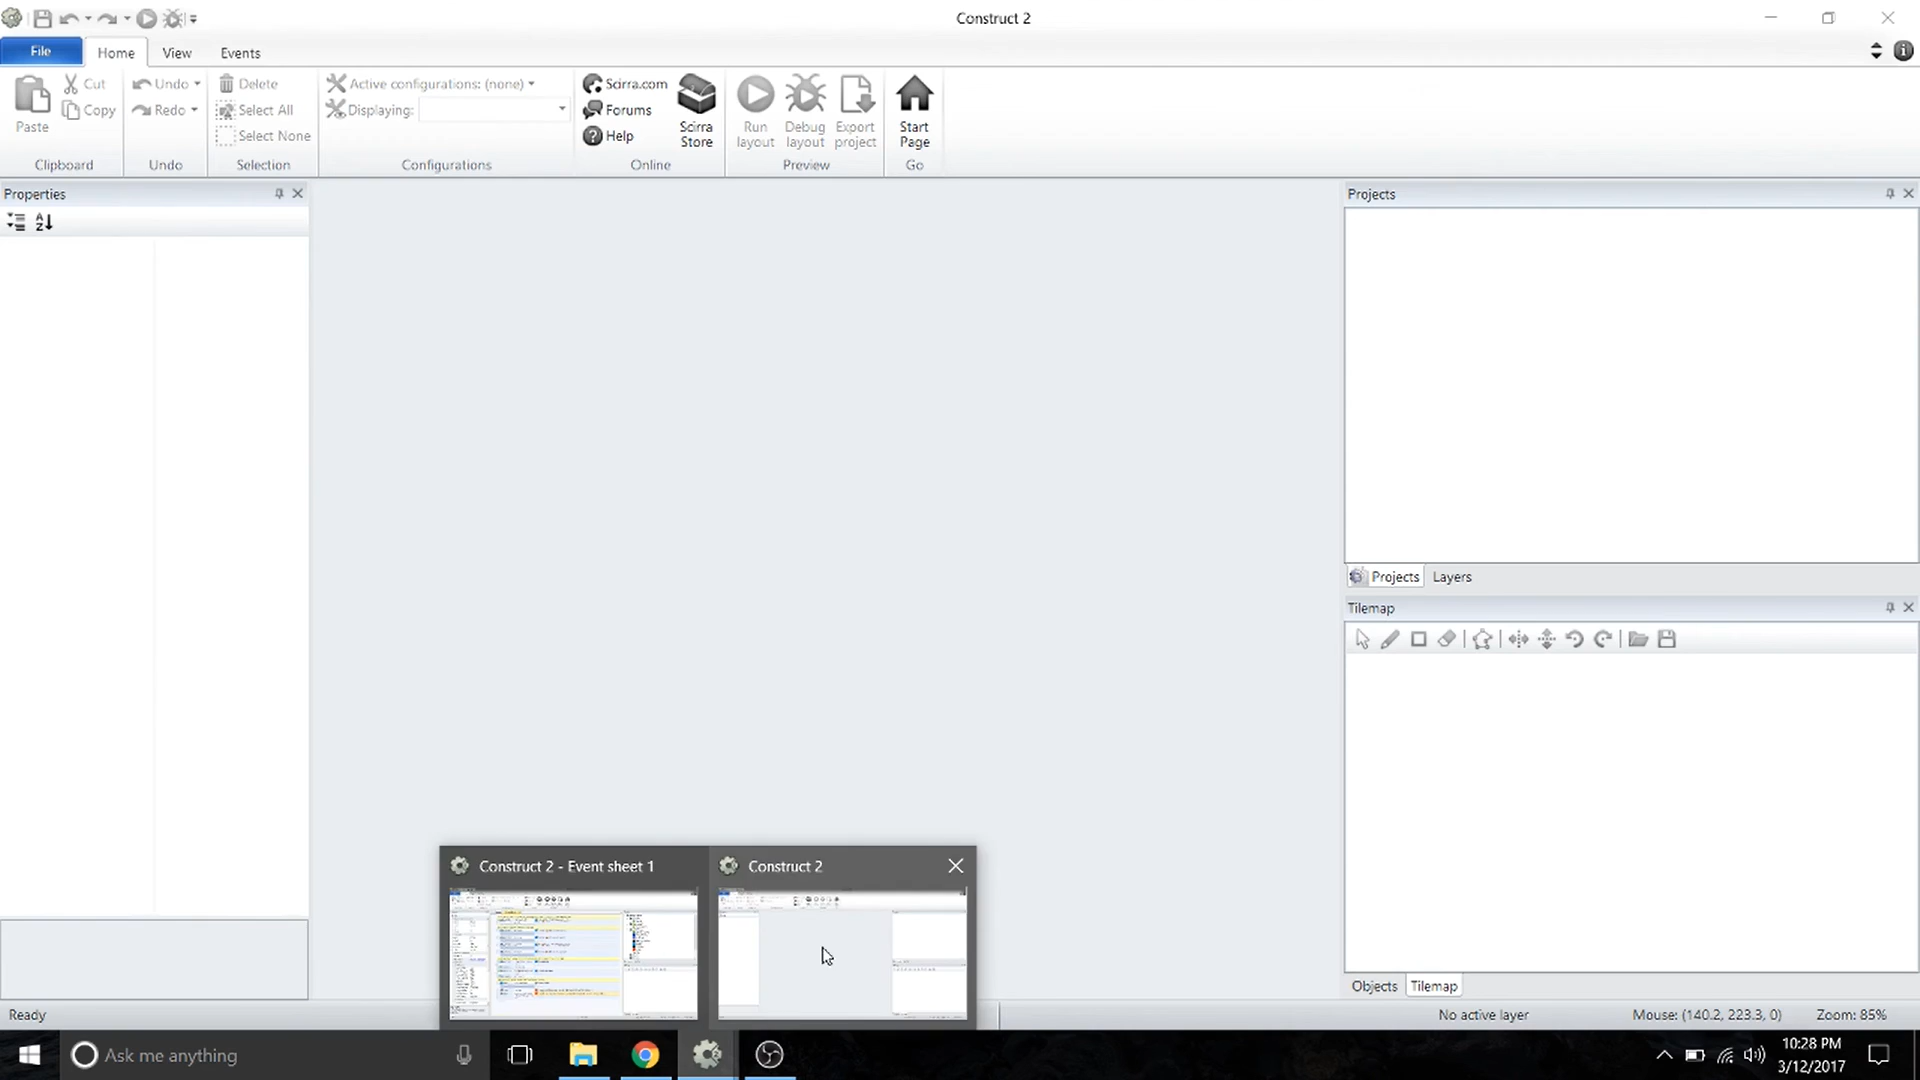 Construct 2
File Home View Events
Paste
Cut
Copy
Clipboard
Undo
Redo
Undo
Delete
Select All
Select None
Selection
Active configurations: (none)
Displaying:
Configurations
Scirra.com
Forums
Help
Scirra
Store
Online
Run
layout
Debug
layout
Export
project
Preview
Start
Page
Go
Properties
Projects
Projects Layers
Tilemap
Objects Tilemap
Construct 2 - Event sheet 1
Construct 2
Ready
No active layer
Mouse: (140.2, 223.3, 0)
Zoom: 85%
Ask me anything
10:28 PM
3/12/2017